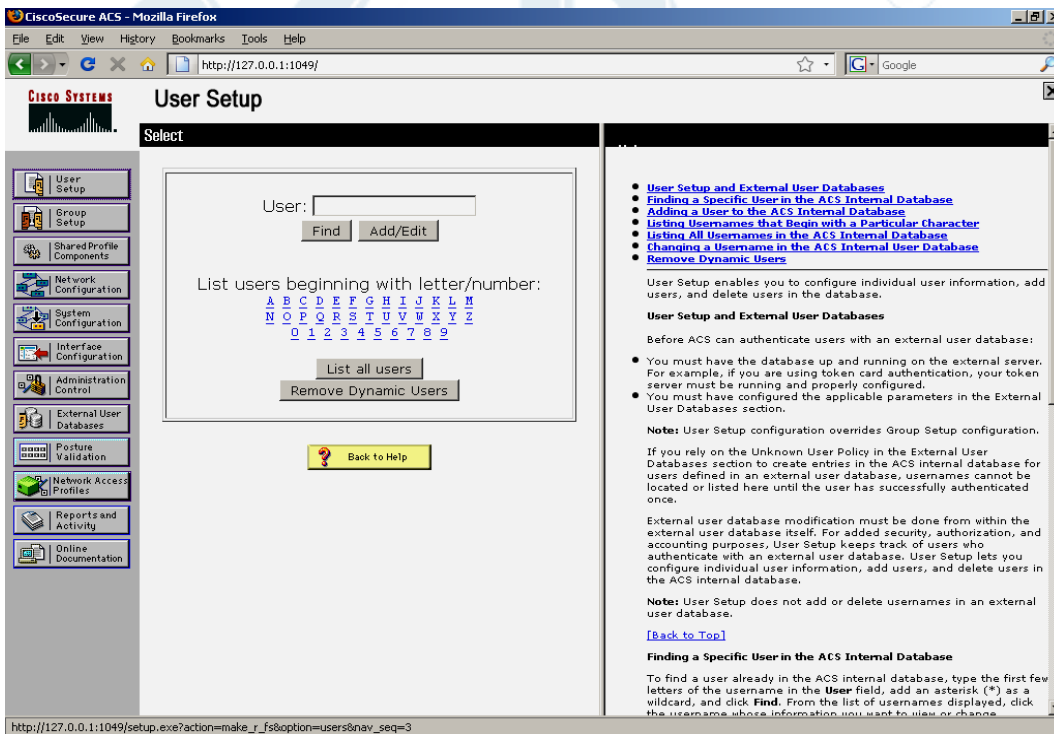 CiscoSecure ACS - Mozilla Firefox
File Edit View History Bookmarks Tools Help
http://127.0.0.1:1049/
Google
CISCO SYSTEMS
User Setup
Select
User Setup
Group Setup
Shared Profile Components
Network Configuration
System Configuration
Interface Configuration
Administration Control
External User Databases
Posture Validation
Network Access Profiles
Reports and Activity
Online Documentation
User:
Find Add/Edit
List users beginning with letter/number:
A B C D E F G H I J K L M
N O P Q R S T U V W X Y Z
0 1 2 3 4 5 6 7 8 9
List all users
Remove Dynamic Users
Back to Help
User Setup and External User Databases
Finding a Specific User in the ACS Internal Database
Adding a User to the ACS Internal Database
Listing Usernames that Begin with a Particular Character
Listing All Usernames in the ACS Internal Database
Changing a Username in the ACS Internal User Database
Remove Dynamic Users
User Setup enables you to configure individual user information, add
users, and delete users in the database.
User Setup and External User Databases
Before ACS can authenticate users with an external user database:
You must have the database up and running on the external server.
For example, if you are using token card authentication, your token
server must be running and properly configured.
You must have configured the applicable parameters in the External
User Databases section.
Note: User Setup configuration overrides Group Setup configuration.
If you rely on the Unknown User Policy in the External User
Databases section to create entries in the ACS internal database for
users defined in an external user database, usernames cannot be
located or listed here until the user has successfully authenticated
once.
External user database modification must be done from within the
external user database itself. For added security, authorization, and
accounting purposes, User Setup keeps track of users who
authenticate with an external user database. User Setup lets you
configure individual user information, add users, and delete users in
the ACS internal database.
Note: User Setup does not add or delete usernames in an external
user database.
[Back to Top]
Finding a Specific User in the ACS Internal Database
To find a user already in the ACS internal database, type the first few
letters of the username in the User field, add an asterisk (*) as a
wildcard, and click Find. From the list of usernames displayed, click
the username whose information you want to view or change.
http://127.0.0.1:1049/setup.exe?action=make_r_fs&option=users&nav_seq=3